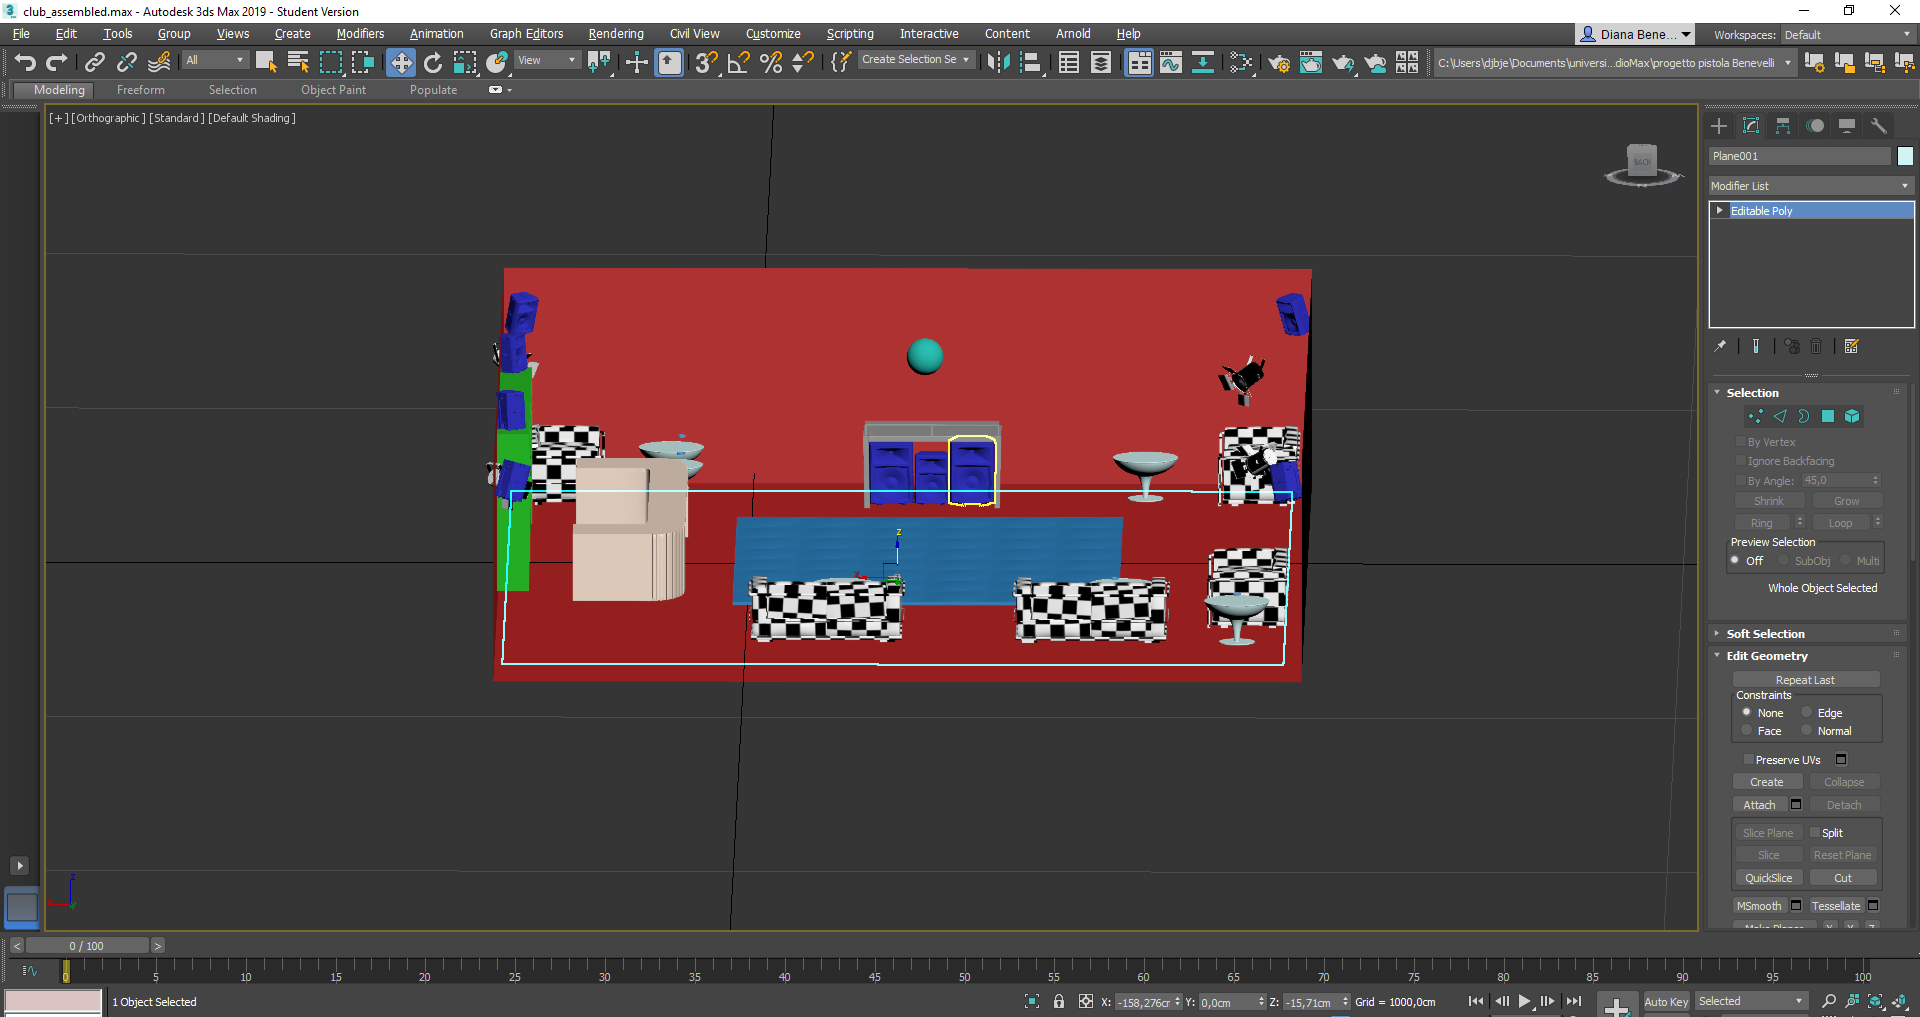 club_assembled.max - Autodesk 3ds Max 2019 - Student Version
File Edit Tools Group Views Create Modifiers Animation Graph Editors Rendering Civil View Customize Scripting Interactive Content Arnold Help
Diana Bene... Workspaces: Default
All View Create Selection Se C:\Users\djbje\Documents\universi...dioMax\progetto pistola Benevelli
Modeling Freeform Selection Object Paint Populate
[+] [Orthographic ] [Standard ] [Default Shading ]
BACK
Plane001
Modifier List
Editable Poly
Selection
By Vertex
Ignore Backfacing
By Angle: 45,0
Shrink Grow
Ring Loop
Preview Selection
Off SubObj Multi
Whole Object Selected
Soft Selection
Edit Geometry
Repeat Last
Constraints
None Edge
Face Normal
Preserve UVs
Create Collapse
Attach Detach
Slice Plane Split
Slice Reset Plane
QuickSlice Cut
MSmooth Tessellate
Make Planar X Y Z
z
x
z
< 0 / 100 >
0 5 10 15 20 25 30 35 40 45 50 55 60 65 70 75 80 85 90 95 100
1 Object Selected X: -158,276cr Y: 0,0cm Z: -15,71cm Grid = 1000,0cm Auto Key Selected